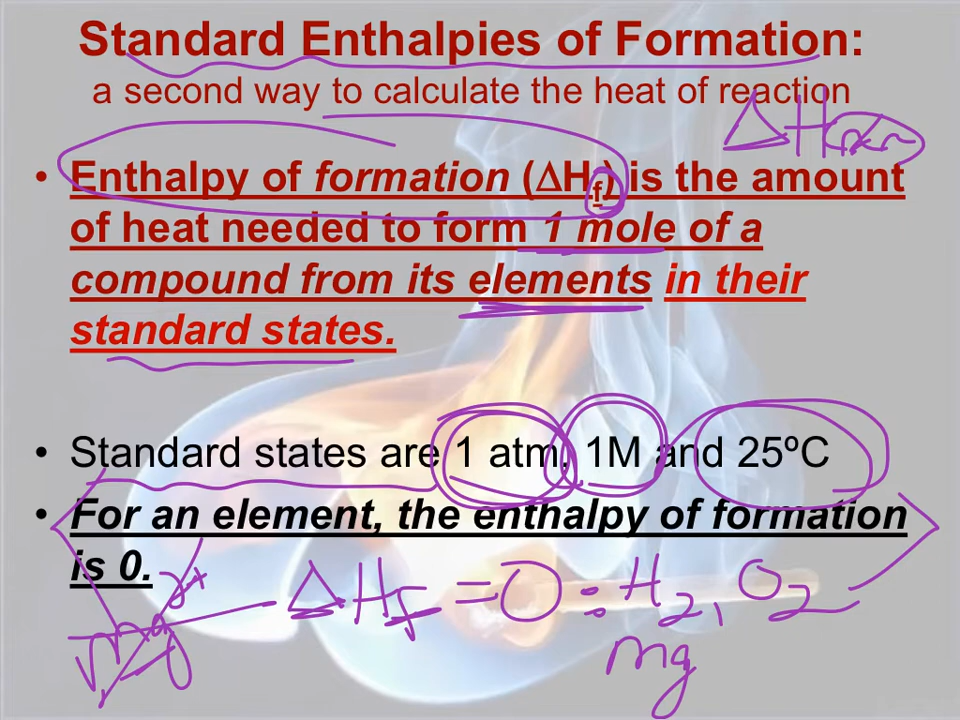 Standard Enthalpies of Formation:
a second way to calculate the heat of reaction
ΔHrxn
• Enthalpy of formation (ΔHf) is the amount
of heat needed to form 1 mole of a
compound from its elements in their
standard states.
• Standard states are 1 atm, 1M and 25ºC
• For an element, the enthalpy of formation
is 0.
Mg2+ ΔHf = 0 : H2, O2
Mg